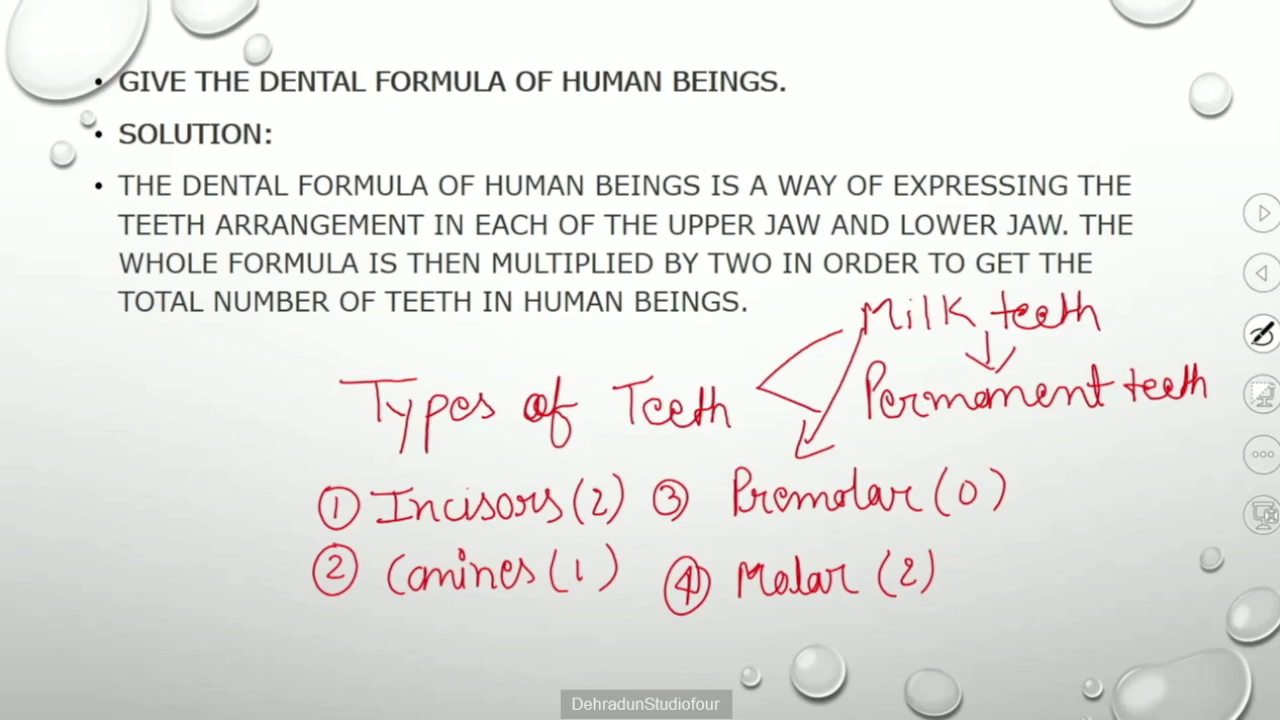 • GIVE THE DENTAL FORMULA OF HUMAN BEINGS.
• SOLUTION:
• THE DENTAL FORMULA OF HUMAN BEINGS IS A WAY OF EXPRESSING THE
TEETH ARRANGEMENT IN EACH OF THE UPPER JAW AND LOWER JAW. THE
WHOLE FORMULA IS THEN MULTIPLIED BY TWO IN ORDER TO GET THE
TOTAL NUMBER OF TEETH IN HUMAN BEINGS.
Milk teeth
Types of Teeth
Permanent teeth
① Incisors (2) ③ Premolar (0)
② Canines (1) ④ Molar (2)
DehradunStudiofour